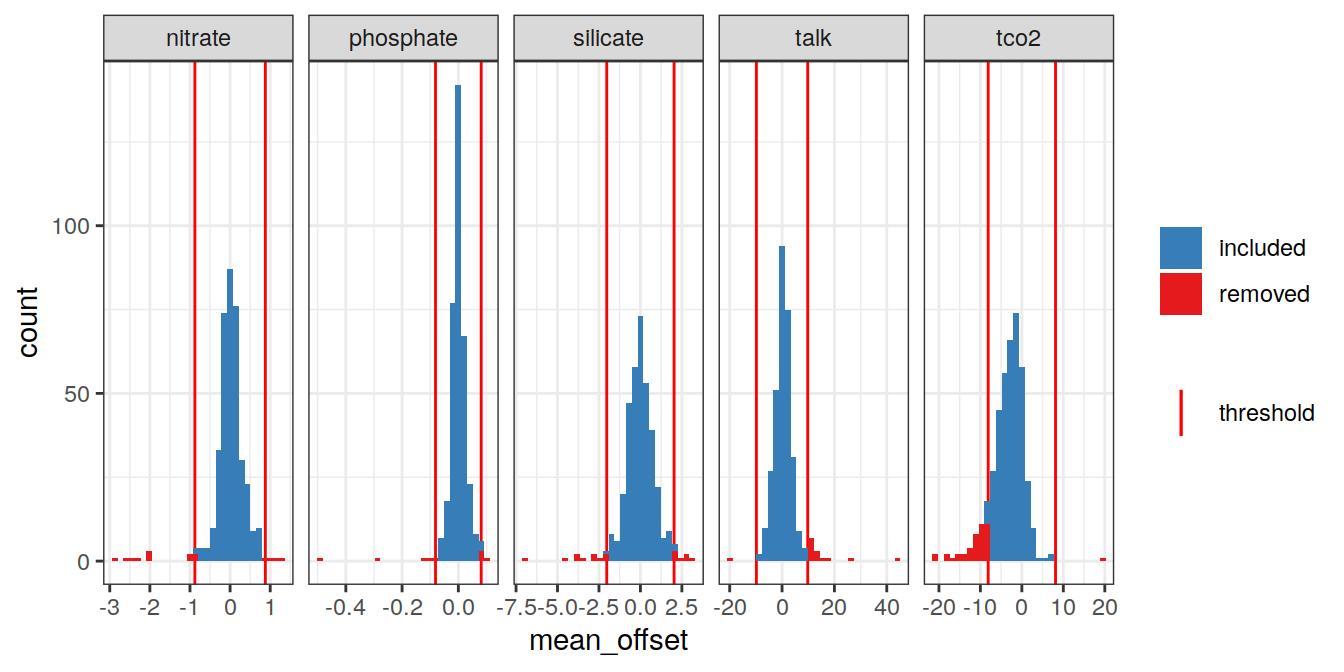 nitrate phosphate silicate talk tco2
count
100
50
0
-3 -2 -1 0 1 -0.4 -0.2 0.0 -7.5 -5.0 -2.5 0.0 2.5 -20 0 20 40 -20 -10 0 10 20
mean_offset
included
removed
threshold